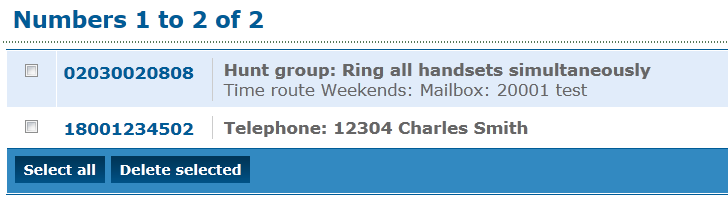 Numbers 1 to 2 of 2
02030020808 Hunt group: Ring all handsets simultaneously
Time route Weekends: Mailbox: 20001 test
18001234502 Telephone: 12304 Charles Smith
Select all Delete selected